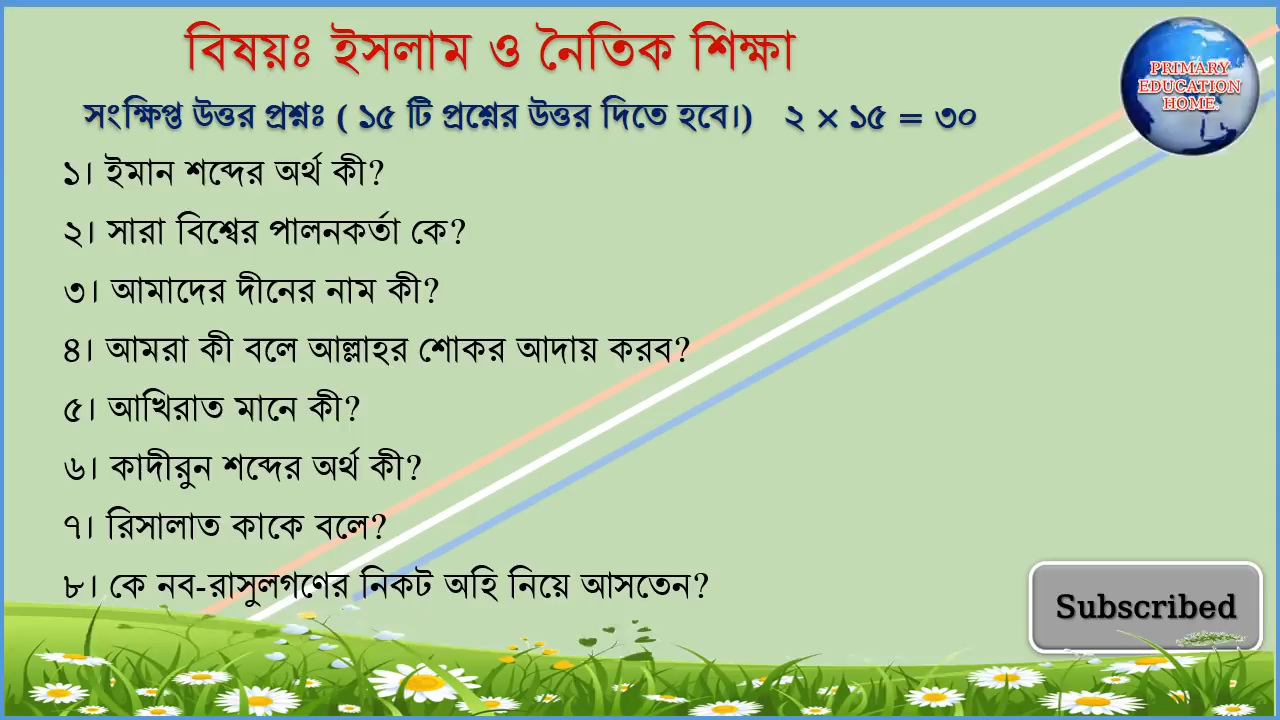 বিষয়ঃ ইসলাম ও নৈতিক শিক্ষা
PRIMARY
EDUCATION
HOME.
সংক্ষিপ্ত উত্তর প্রশ্নঃ ( ১৫ টি প্রশ্নের উত্তর দিতে হবে।) ২ × ১৫ = ৩০
১। ইমান শব্দের অর্থ কী?
২। সারা বিশ্বের পালনকর্তা কে?
৩। আমাদের দীনের নাম কী?
৪। আমরা কী বলে আল্লাহর শোকর আদায় করব?
৫। আখিরাত মানে কী?
৬। কাদীরুন শব্দের অর্থ কী?
৭। রিসালাত কাকে বলে?
৮। কে নব-রাসুলগণের নিকট অহি নিয়ে আসতেন?
Subscribed